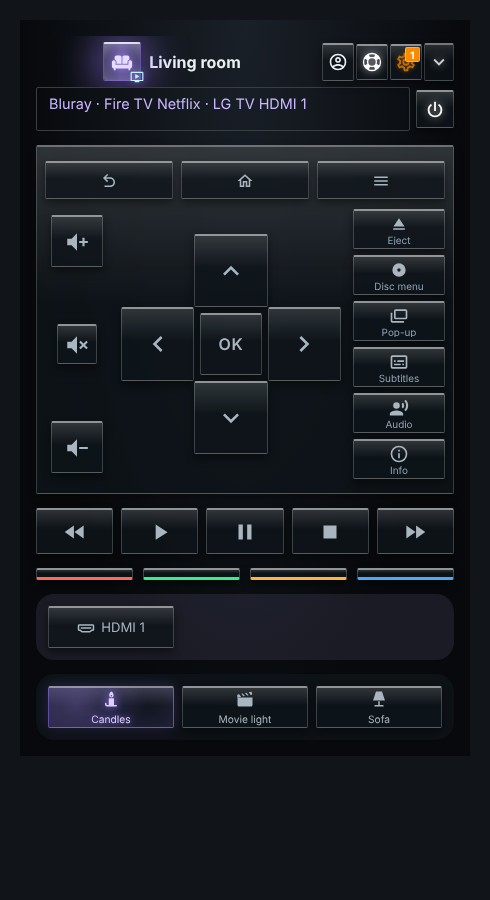 Living room
1
Bluray · Fire TV Netflix · LG TV HDMI 1
Eject
Disc menu
Pop-up
OK
Subtitles
Audio
Info
HDMI 1
Candles
Movie light
Sofa